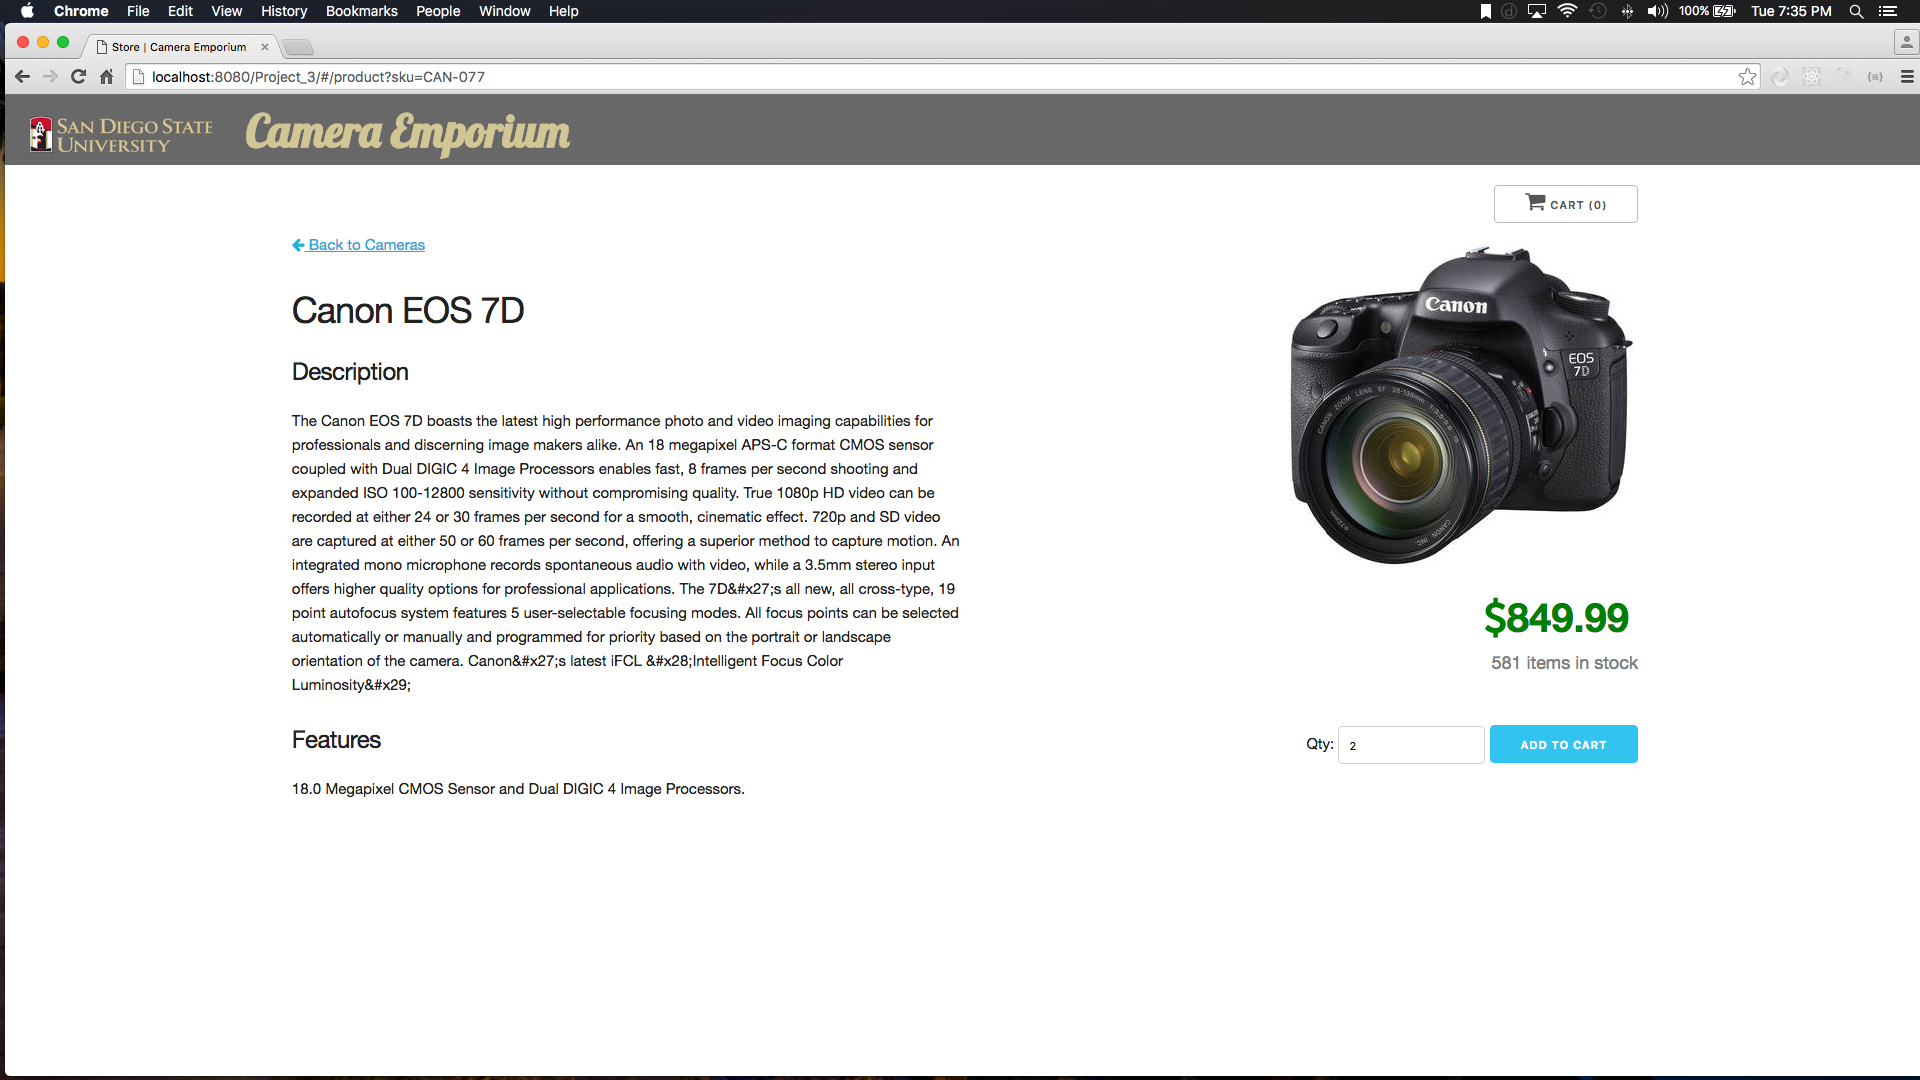 Chrome File Edit View History Bookmarks People Window Help 100% Tue 7:35 PM
Store | Camera Emporium
localhost:8080/Project_3/#/product?sku=CAN-077
SAN DIEGO STATE
UNIVERSITY
Camera Emporium
CART (0)
Back to Cameras
Canon EOS 7D
Description
The Canon EOS 7D boasts the latest high performance photo and video imaging capabilities for
professionals and discerning image makers alike. An 18 megapixel APS-C format CMOS sensor
coupled with Dual DIGIC 4 Image Processors enables fast, 8 frames per second shooting and
expanded ISO 100-12800 sensitivity without compromising quality. True 1080p HD video can be
recorded at either 24 or 30 frames per second for a smooth, cinematic effect. 720p and SD video
are captured at either 50 or 60 frames per second, offering a superior method to capture motion. An
integrated mono microphone records spontaneous audio with video, while a 3.5mm stereo input
offers higher quality options for professional applications. The 7D&#x27;s all new, all cross-type, 19
point autofocus system features 5 user-selectable focusing modes. All focus points can be selected
automatically or manually and programmed for priority based on the portrait or landscape
orientation of the camera. Canon&#x27;s latest iFCL &#x28;Intelligent Focus Color
Luminosity&#x29;
Features
18.0 Megapixel CMOS Sensor and Dual DIGIC 4 Image Processors.
Canon
EOS
7D
CANON ZOOM LENS EF 28-135mm
CANON INC.
$849.99
581 items in stock
Qty: 2
ADD TO CART